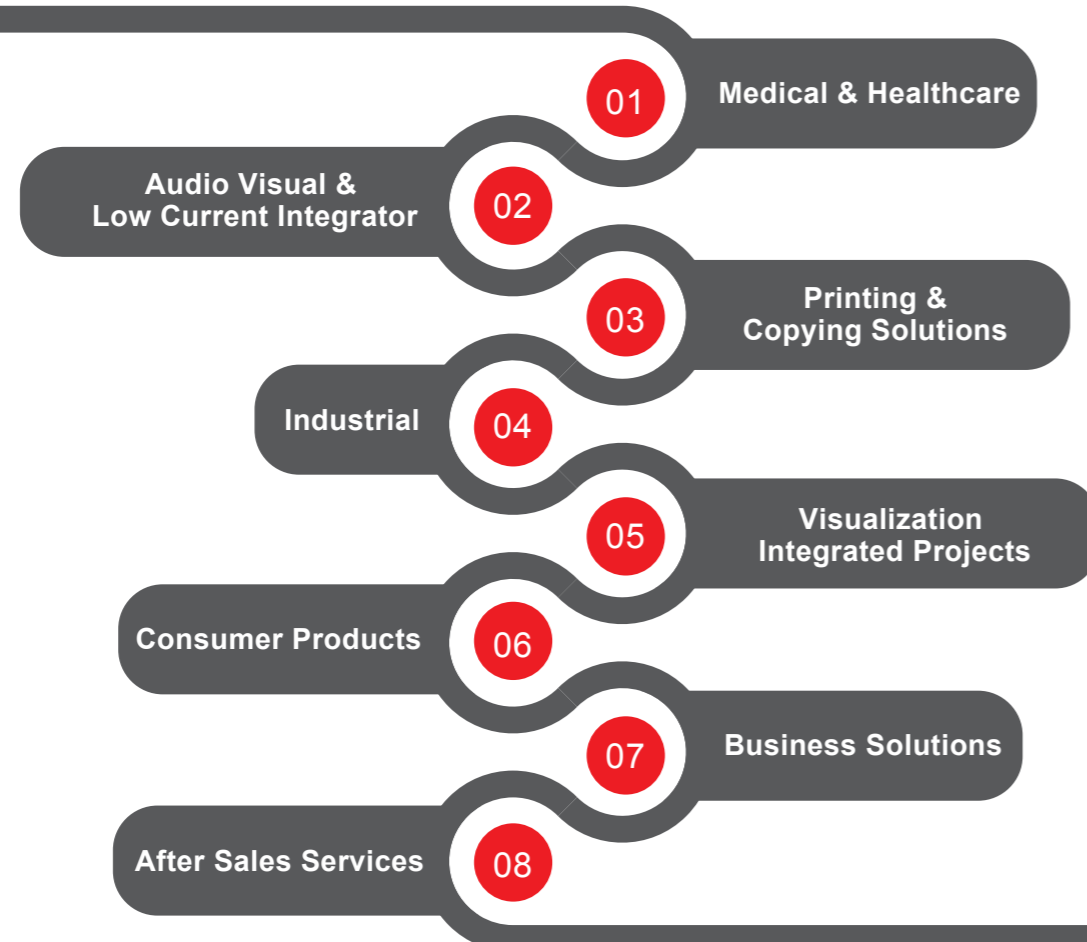 01
Medical & Healthcare
Audio Visual &
Low Current Integrator
02
03
Printing &
Copying Solutions
Industrial
04
05
Visualization
Integrated Projects
Consumer Products
06
07
Business Solutions
After Sales Services
08